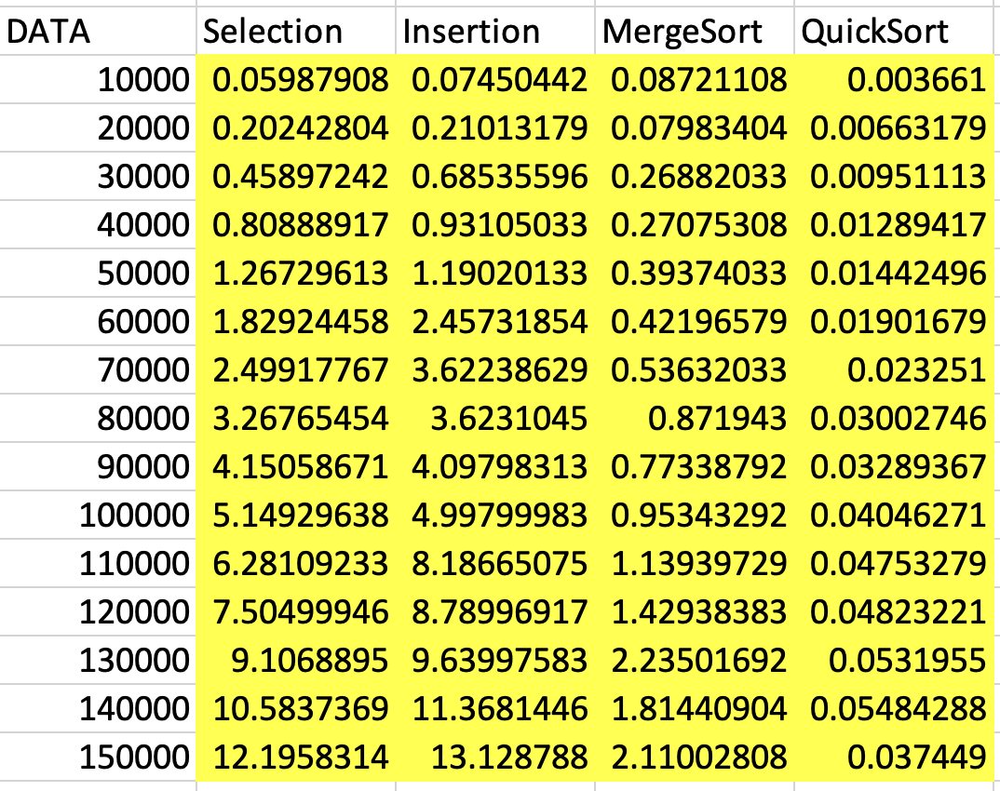 DATA Selection Insertion MergeSort QuickSort
10000 0.05987908 0.07450442 0.08721108 0.003661
20000 0.20242804 0.21013179 0.07983404 0.00663179
30000 0.45897242 0.68535596 0.26882033 0.00951113
40000 0.80888917 0.93105033 0.27075308 0.01289417
50000 1.26729613 1.19020133 0.39374033 0.01442496
60000 1.82924458 2.45731854 0.42196579 0.01901679
70000 2.49917767 3.62238629 0.53632033 0.023251
80000 3.26765454 3.6231045 0.871943 0.03002746
90000 4.15058671 4.09798313 0.77338792 0.03289367
100000 5.14929638 4.99799983 0.95343292 0.04046271
110000 6.28109233 8.18665075 1.13939729 0.04753279
120000 7.50499946 8.78996917 1.42938383 0.04823221
130000 9.1068895 9.63997583 2.23501692 0.0531955
140000 10.5837369 11.3681446 1.81440904 0.05484288
150000 12.1958314 13.128788 2.11002808 0.037449